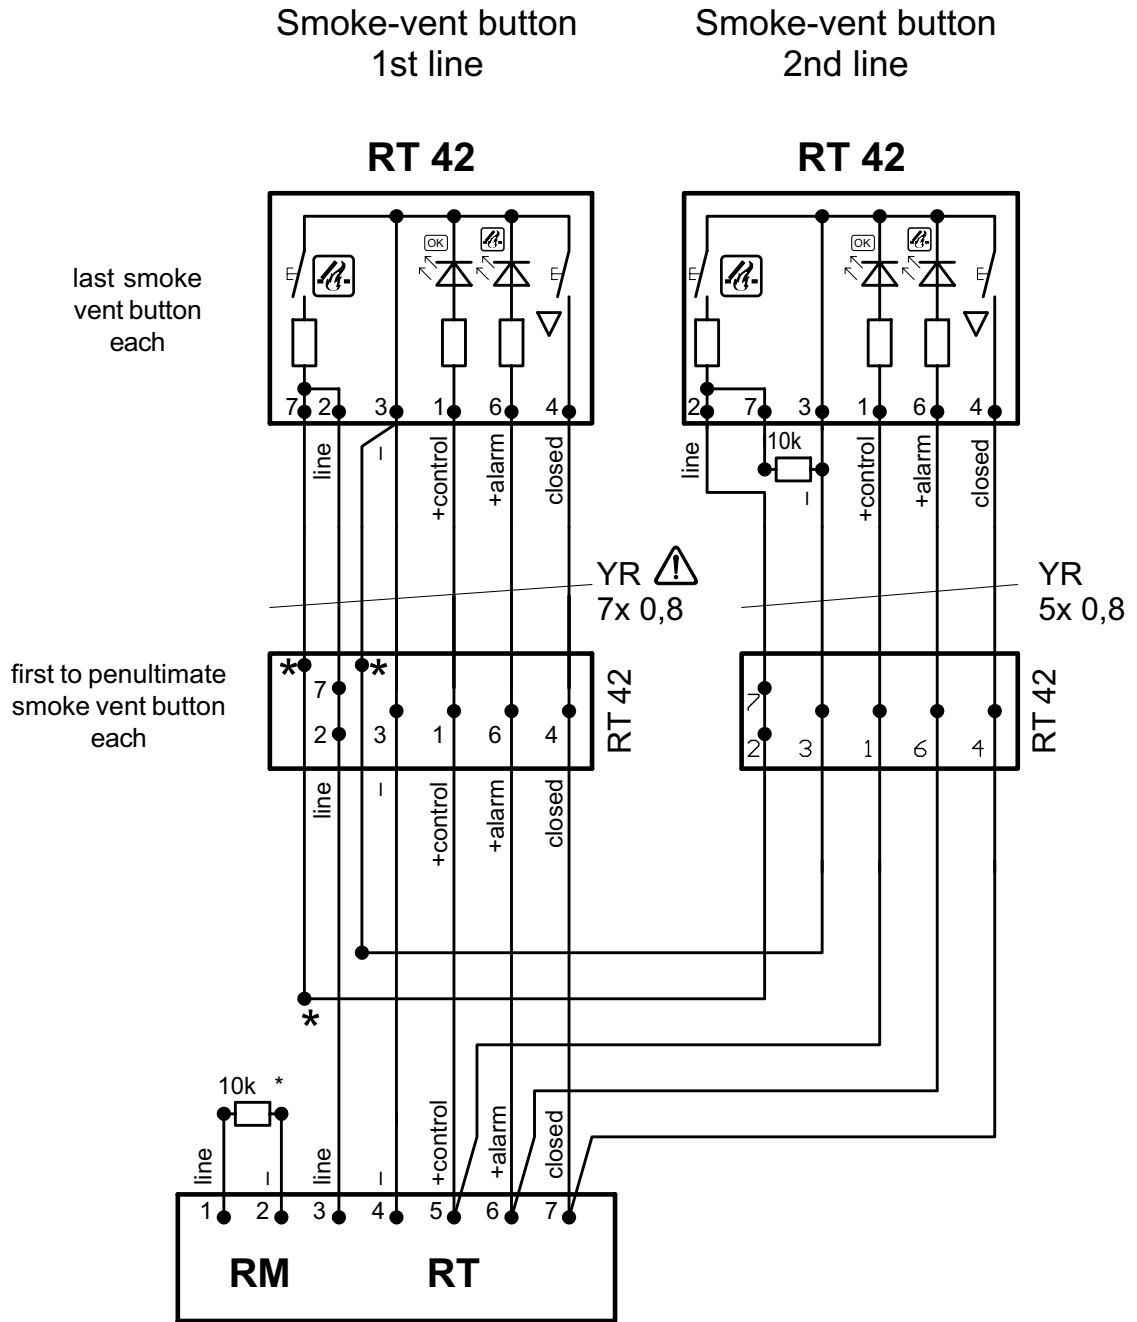 Smoke-vent button
1st line
Smoke-vent button
2nd line
RT 42
RT 42
OK
OK
last smoke
vent button
each
7 2 3 1 6 4
2 7 3 1 6 4
10k
line – +control +alarm closed
line – +control +alarm closed
YR
7x 0,8
YR
5x 0,8
first to penultimate
smoke vent button
each
* *
7
2 3 1 6 4
RT 42
7
2 3 1 6 4
RT 42
line – +control +alarm closed
*
10k *
line – line – +control +alarm closed
1 2 3 4 5 6 7
RM RT